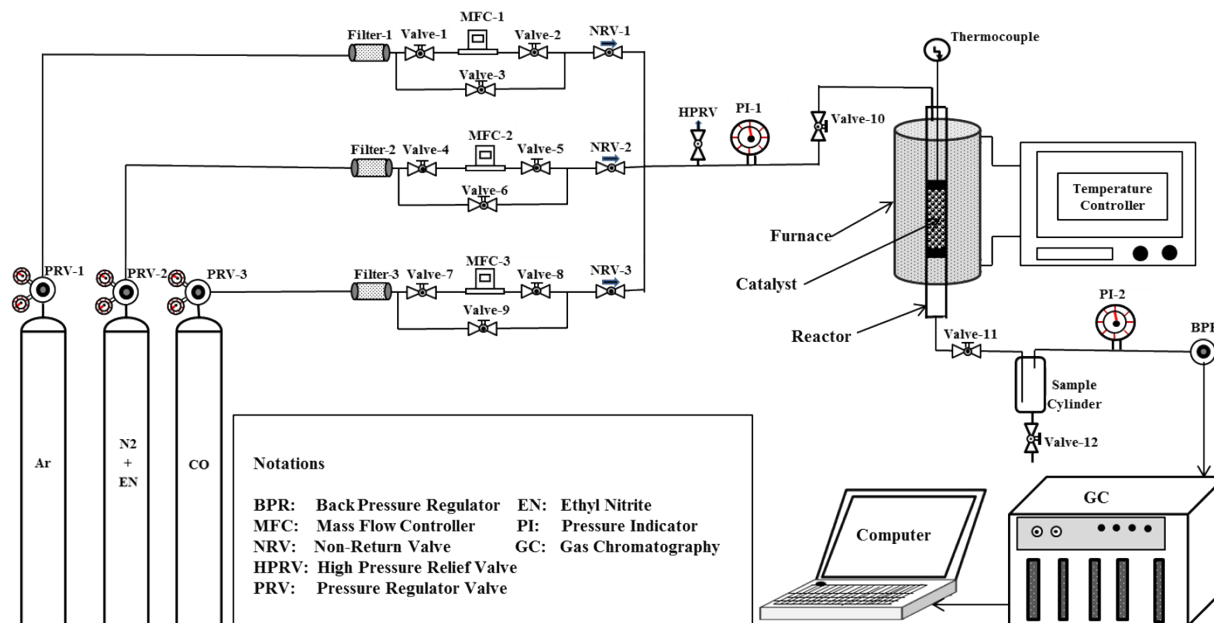 MFC-1
Filter-1 Valve-1 Valve-2 NRV-1
Thermocouple
Valve-3
HPRV PI-1
Valve-10
MFC-2
Filter-2 Valve-4 Valve-5 NRV-2
Valve-6
Temperature
Controller
Furnace
Catalyst
Reactor
PRV-1 PRV-2 PRV-3
MFC-3
Filter-3 Valve-7 Valve-8 NRV-3
Valve-9
PI-2
BPR
Valve-11
Sample
Cylinder
Valve-12
Ar
N2
+
EN
CO
Notations
BPR: Back Pressure Regulator EN: Ethyl Nitrite
MFC: Mass Flow Controller PI: Pressure Indicator
NRV: Non-Return Valve GC: Gas Chromatography
HPRV: High Pressure Relief Valve
PRV: Pressure Regulator Valve
Computer
GC